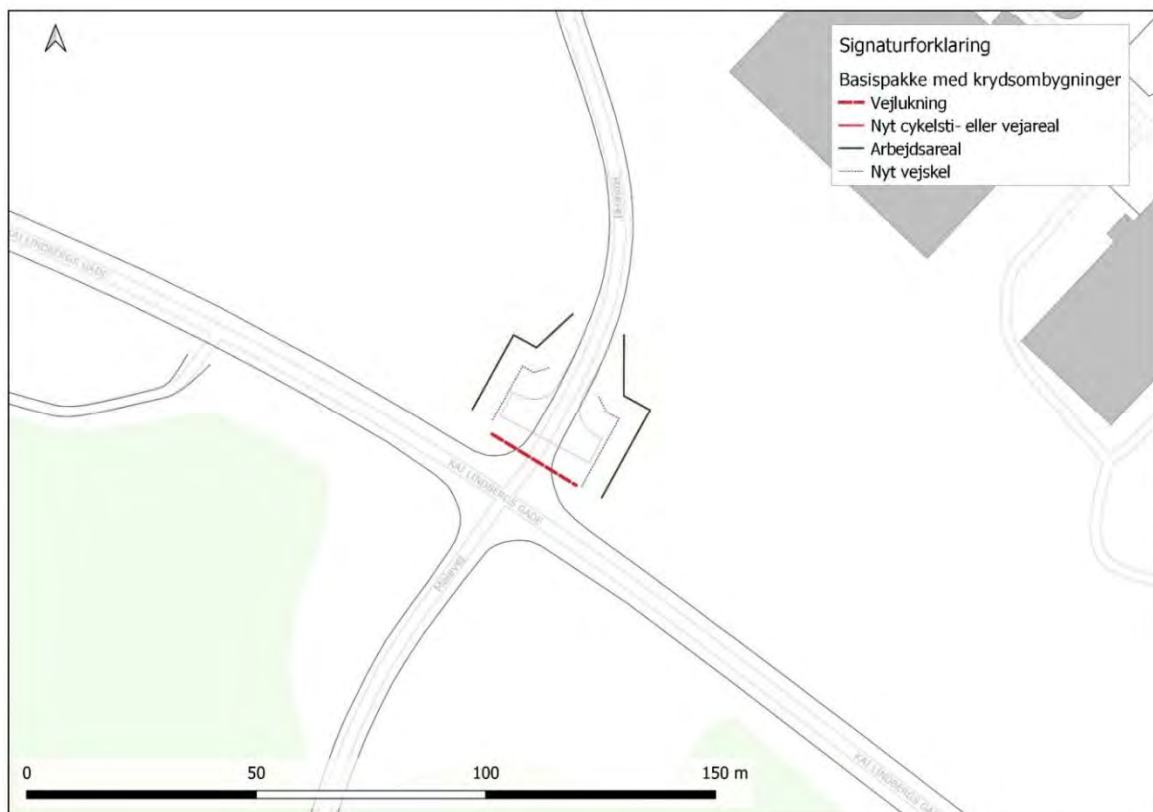 Signaturforklaring
Basispakke med krydsombygninger
Vejlukning
Nyt cykelsti- eller vejareal
Arbejdsareal
Nyt vejskel
KAI LINDBERGS GADE
KAI LINDBERGS GADE
Møllevej
KAI LINDBERGS GADE
0 50 100 150 m